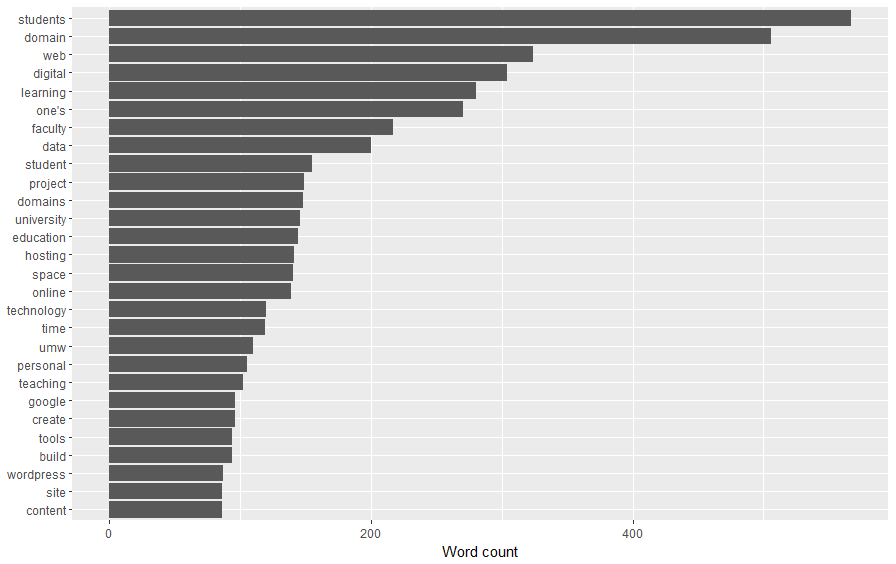 students
domain
web
digital
learning
one's
faculty
data
student
project
domains
university
education
hosting
space
online
technology
time
umw
personal
teaching
google
create
tools
build
wordpress
site
content
0 200 400
Word count